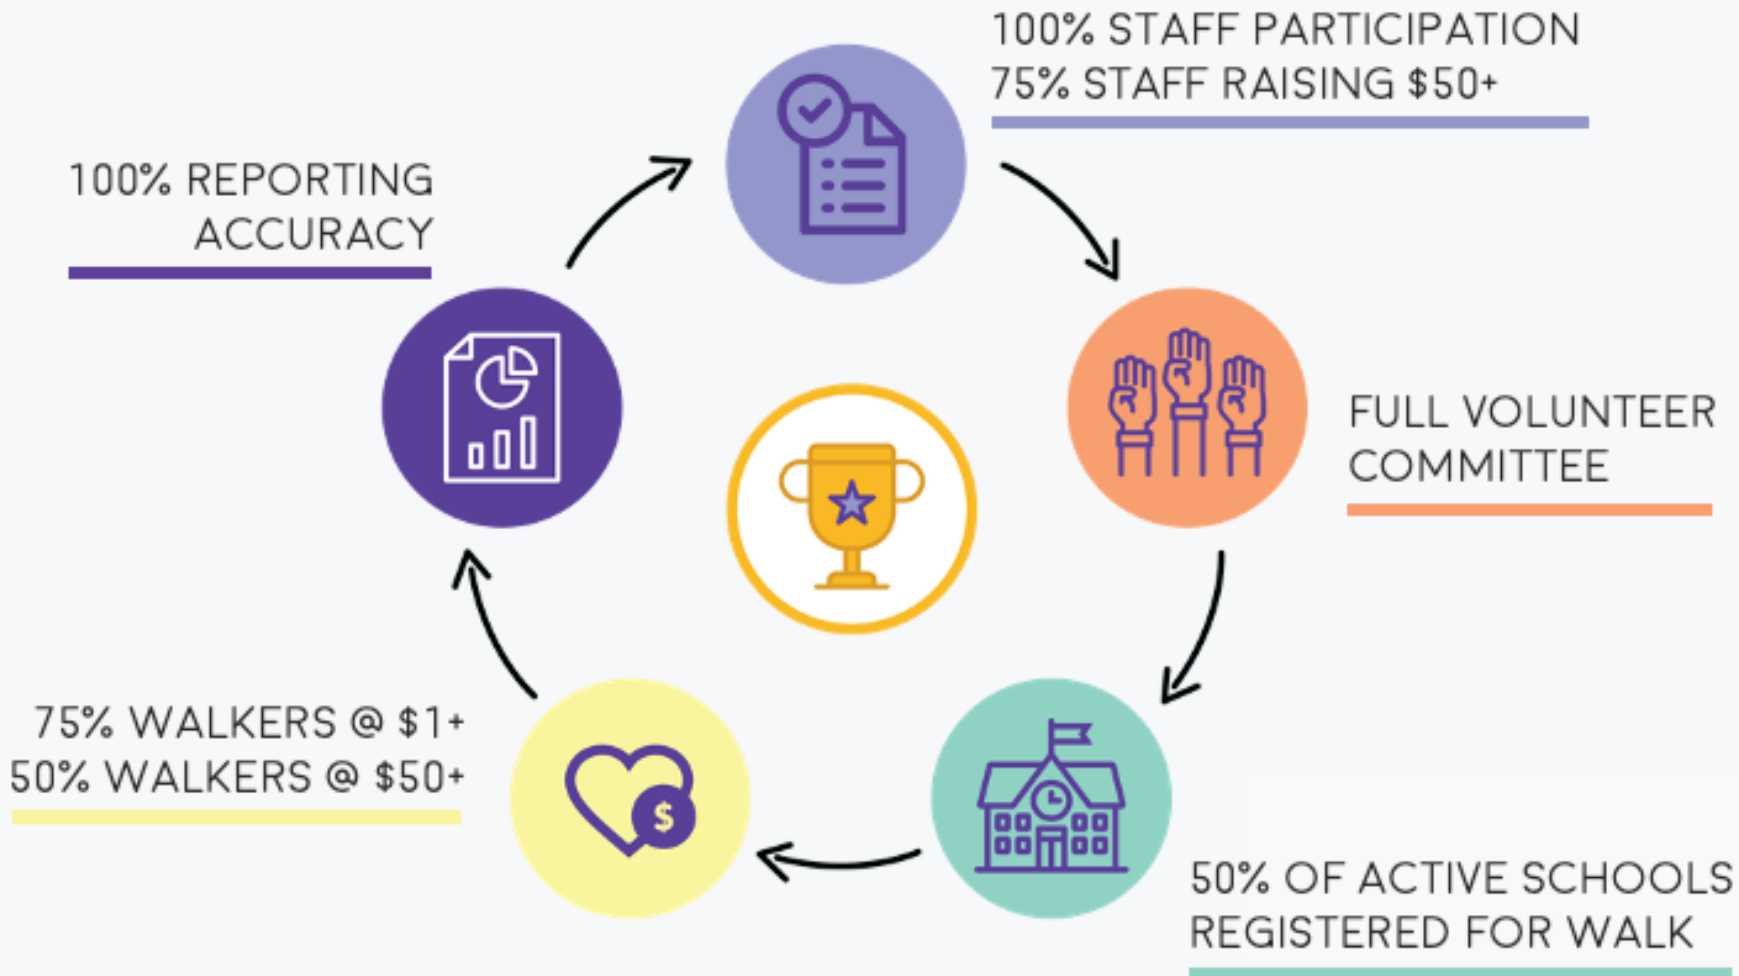 100% STAFF PARTICIPATION
75% STAFF RAISING $50+
FULL VOLUNTEER
COMMITTEE
50% OF ACTIVE SCHOOLS
REGISTERED FOR WALK
$
75% WALKERS @ $1+
50% WALKERS @ $50+
100% REPORTING
ACCURACY